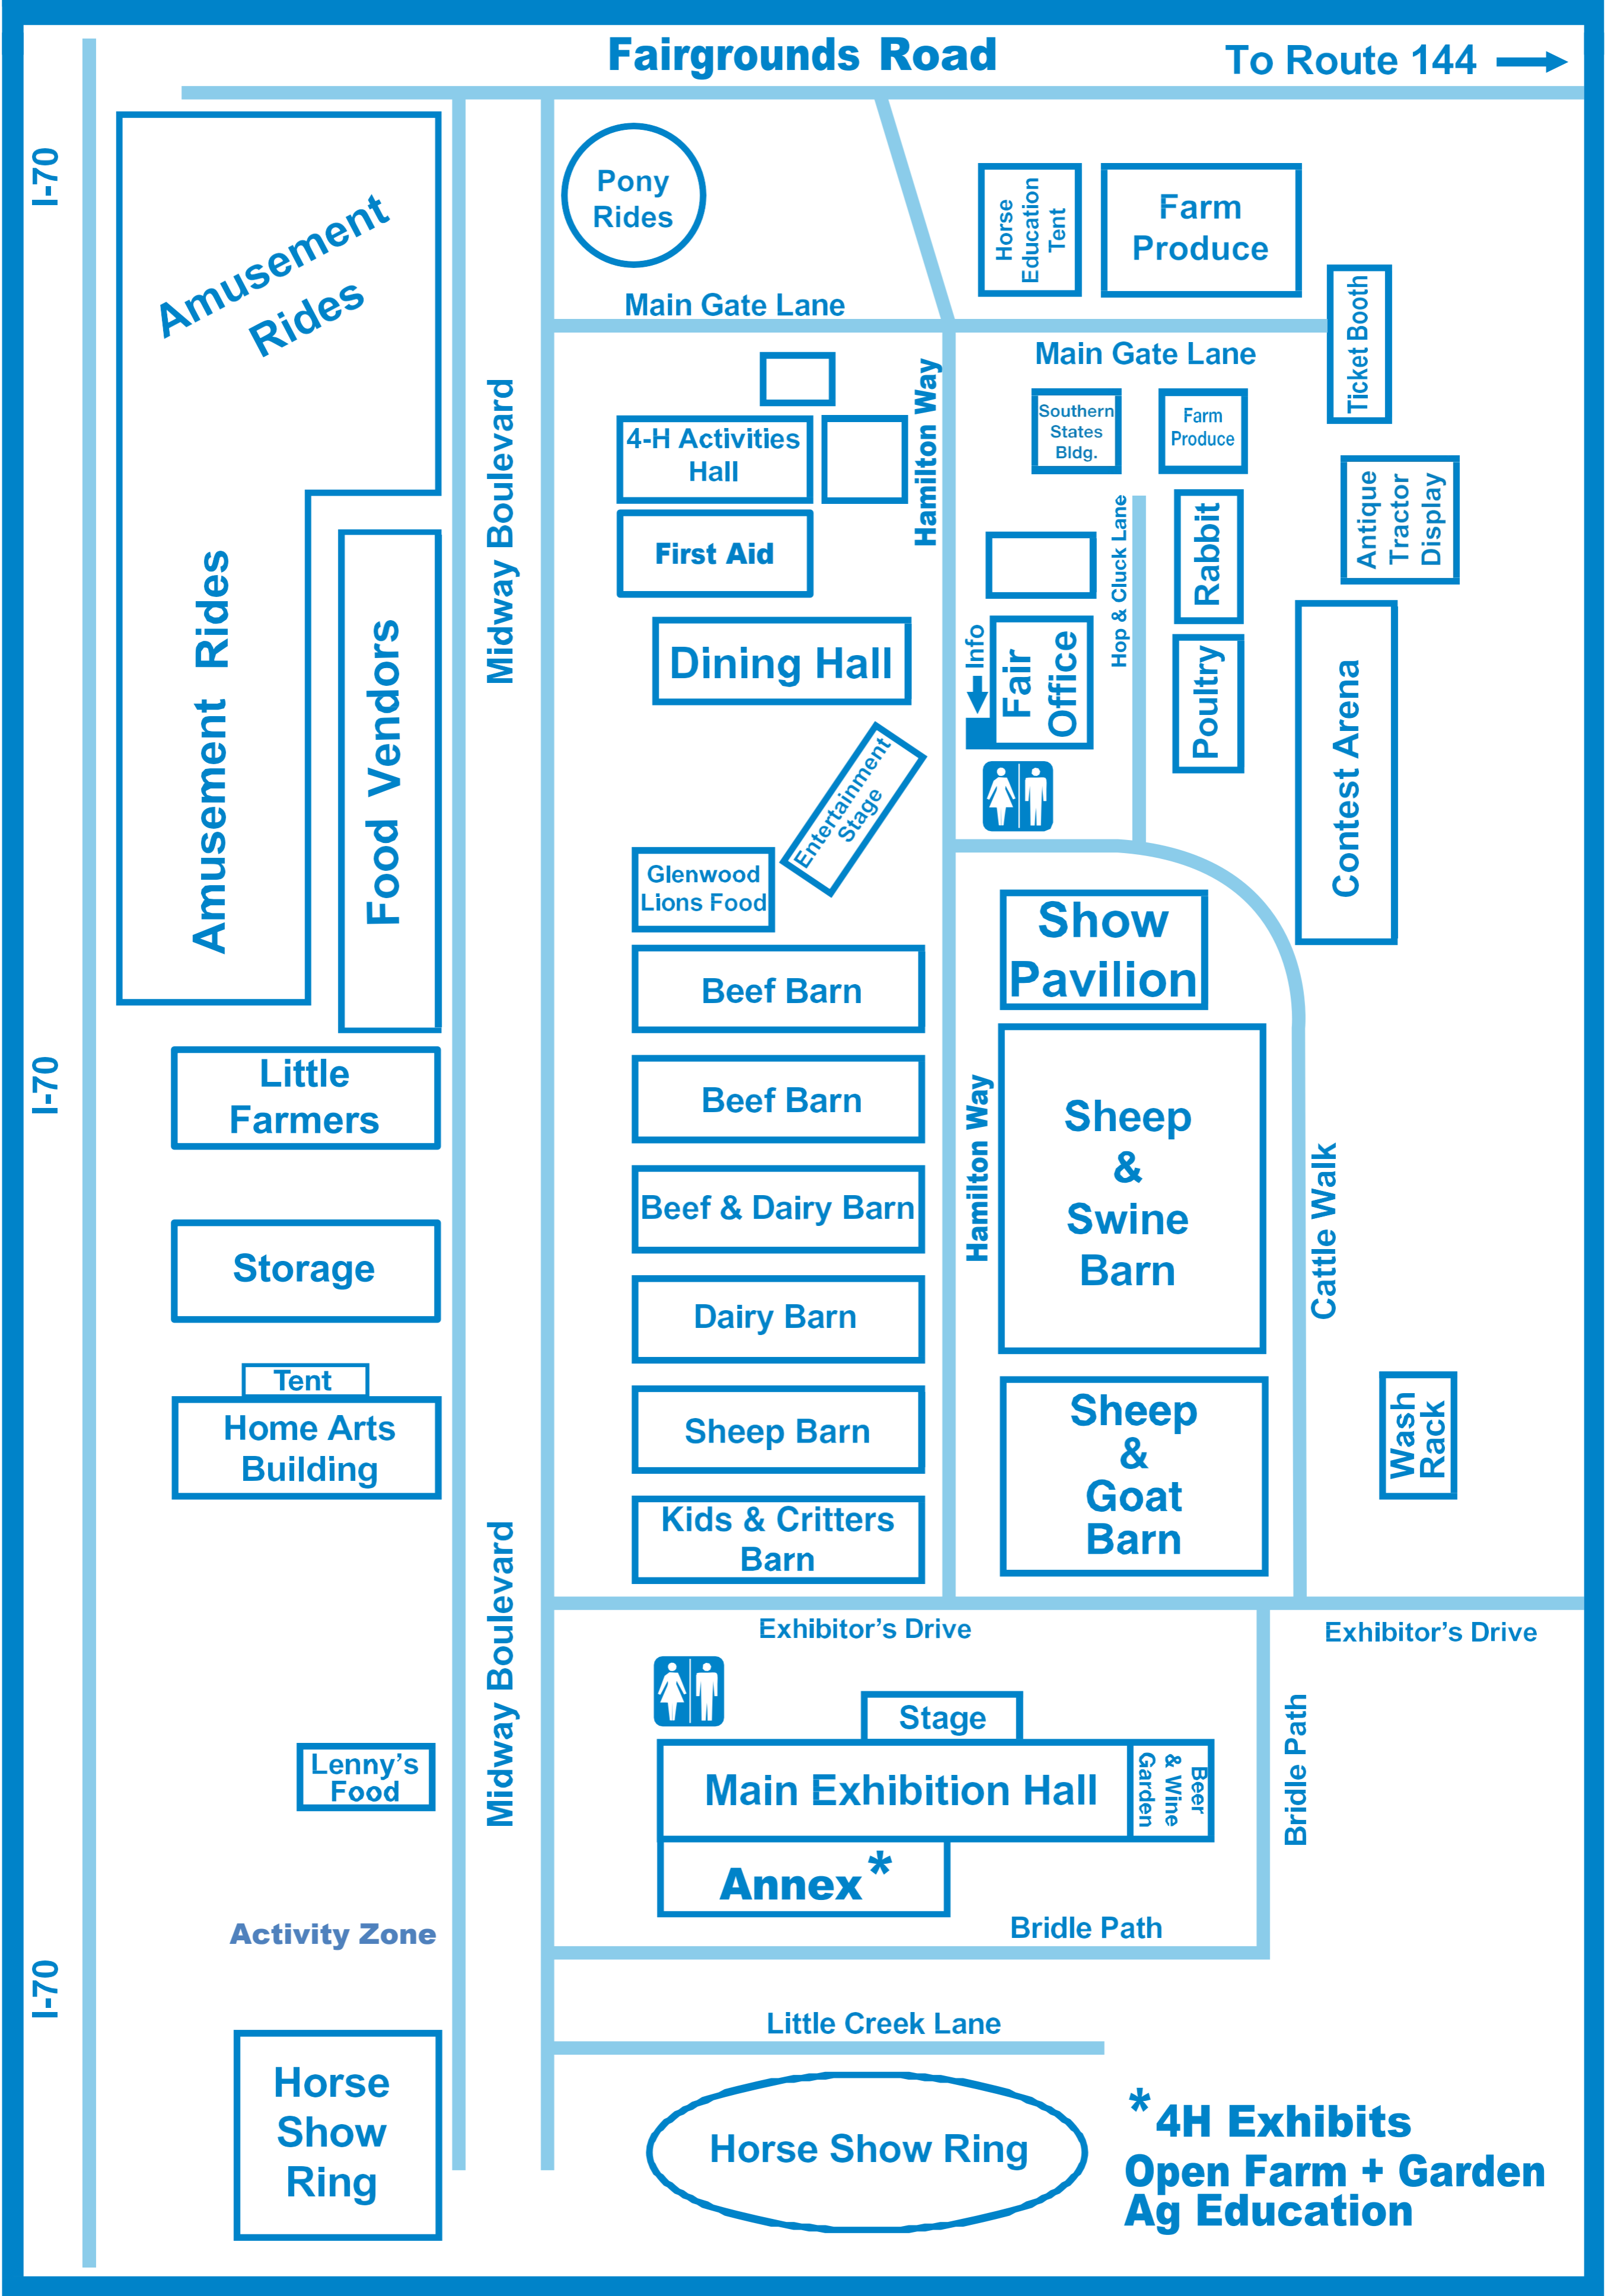 Fairgrounds Road
To Route 144
I-70
Amusement
Rides
Pony
Rides
Horse
Education
Tent
Farm
Produce
Main Gate Lane
Main Gate Lane
Ticket Booth
Midway Boulevard
Hamilton Way
4-H Activities
Hall
Southern
States
Bldg.
Farm
Produce
First Aid
Hop & Cluck Lane
Rabbit
Antique
Tractor
Display
Amusement Rides
Food Vendors
Dining Hall
Info
Fair
Office
Poultry
Contest Arena
Entertainment
Stage
Glenwood
Lions Food
Show
Pavilion
Beef Barn
I-70
Little
Farmers
Beef Barn
Hamilton Way
Sheep
&
Swine
Barn
Cattle Walk
Beef & Dairy Barn
Storage
Dairy Barn
Tent
Home Arts
Building
Sheep Barn
Sheep
&
Goat
Barn
Wash
Rack
Kids & Critters
Barn
Midway Boulevard
Exhibitor's Drive
Exhibitor's Drive
Stage
Lenny's
Food
Main Exhibition Hall
Beer
& Wine
Garden
Bridle Path
Annex*
Activity Zone
Bridle Path
I-70
Little Creek Lane
Horse
Show
Ring
Horse Show Ring
*4H Exhibits
Open Farm + Garden
Ag Education